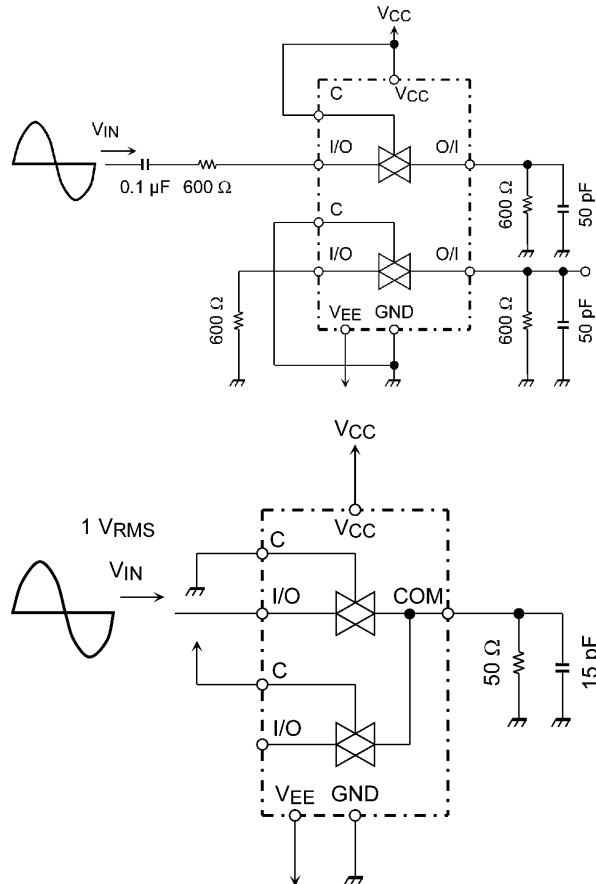 VCC
C
VCC
VIN
I/O
O/I
0.1 µF
600 Ω
600 Ω
50 pF
C
I/O
O/I
600 Ω
VEE
GND
600 Ω
50 pF
VCC
VCC
1 VRMS
C
VIN
I/O
COM
50 Ω
15 pF
C
I/O
VEE
GND